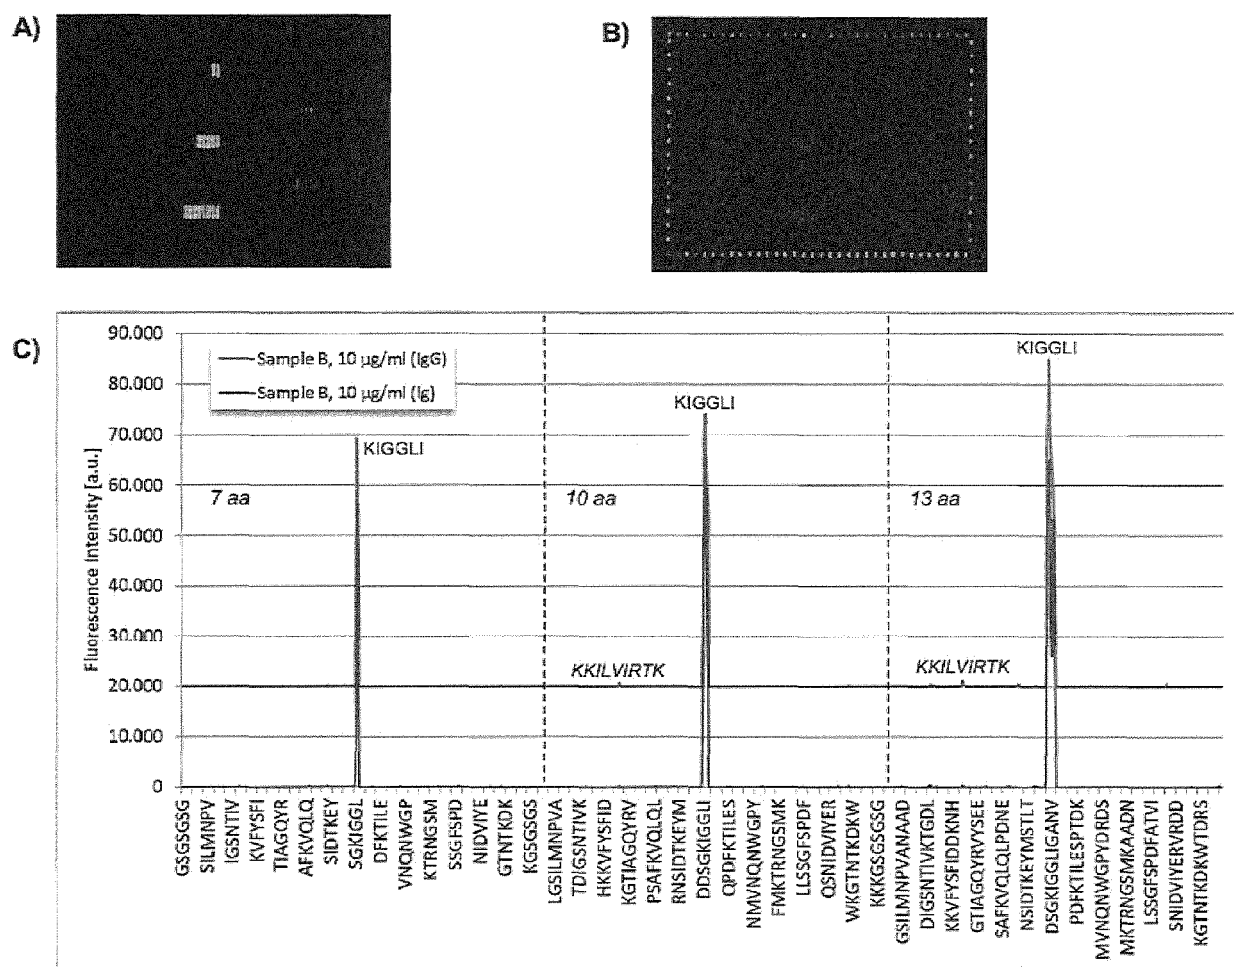 A)
B)
C)
90.000
80.000
70.000
60.000
50.000
40.000
30.000
20.000
10.000
0
Fluorescence Intensity [a.u.]
Sample B, 10 µg/ml (IgG)
Sample B, 10 µg/ml (Ig)
KIGGLI
KIGGLI
KIGGLI
7 aa
10 aa
13 aa
KKILVIRTK
KKILVIRTK
GSGSGSG
SILMNPV
IGSNTIV
KVFYSFI
TIAGQYR
AFKVQLQ
SIDTKEY
SGKIGGL
DFKTILE
VNQNWGP
KTRNGSM
SSGFSPD
NIDVIYE
GTNTKDK
KGSGSGS
LGSILMNPVA
TDIGSNTIVK
HKKVFYSFID
KGTIAGQYRV
PSAFKVQLQL
RNSIDTKEYM
DDSGKIGGLI
QPDFKTILES
NMVNQNWGPY
FMKTRNGSMK
LLSSGFSPDF
QSNIDVIYER
WKGTNTKDKW
KKKGSGSGSG
GSILMNPVANAAD
DIGSNTIVKTGDL
KKVFYSFIDDKNH
GTIAGQYRVYSEE
SAFKVQLQLPDNE
NSIDTKEYMSTLT
DSGKIGGLIGANV
PDFKTILESPTDK
MVNQNWGPYDRDS
MKTRNGSMKAADN
LSSGFSPDFATVI
SNIDVIYERVRDD
KGTNTKDKWTDRS